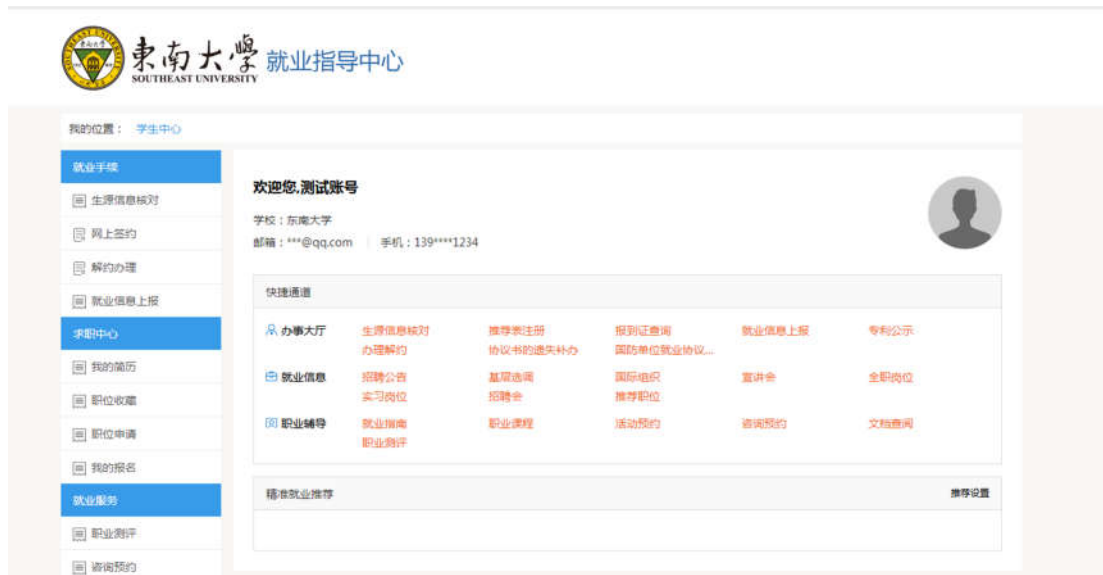 東南大學 就业指导中心
SOUTHEAST UNIVERSITY
我的位置： 学生中心
就业手续
生源信息核对
网上签约
解约办理
就业信息上报
求职中心
我的简历
职位收藏
职位申请
我的报名
就业服务
职业测评
咨询预约
欢迎您,测试账号
学校：东南大学
邮箱：***@qq.com 手机：139****1234
快捷通道
办事大厅 生源信息核对 推荐表注册 报到证查询 就业信息上报 专利公示
办理解约 协议书的遗失补办 国防单位就业协议...
就业信息 招聘公告 基层选调 国际组织 宣讲会 全职岗位
实习岗位 招聘会 推荐职位
职业辅导 就业指南 职业课程 活动预约 咨询预约 文档查阅
职业测评
精准就业推荐 推荐设置